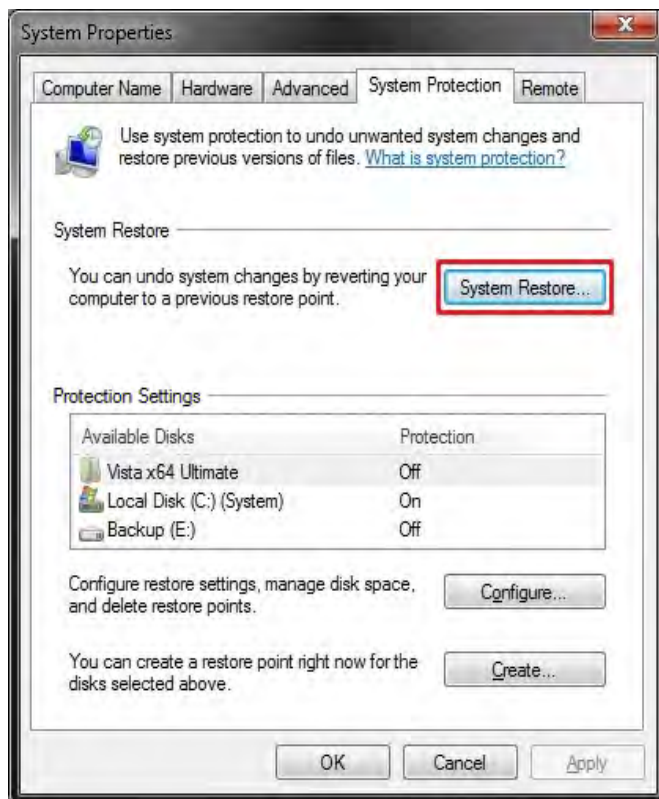 System Properties
Computer Name Hardware Advanced System Protection Remote
Use system protection to undo unwanted system changes and
restore previous versions of files. What is system protection?
System Restore
You can undo system changes by reverting your
computer to a previous restore point.
System Restore...
Protection Settings
Available Disks Protection
Vista x64 Ultimate Off
Local Disk (C:) (System) On
Backup (E:) Off
Configure restore settings, manage disk space,
and delete restore points.
Configure...
You can create a restore point right now for the
disks selected above.
Create...
OK Cancel Apply